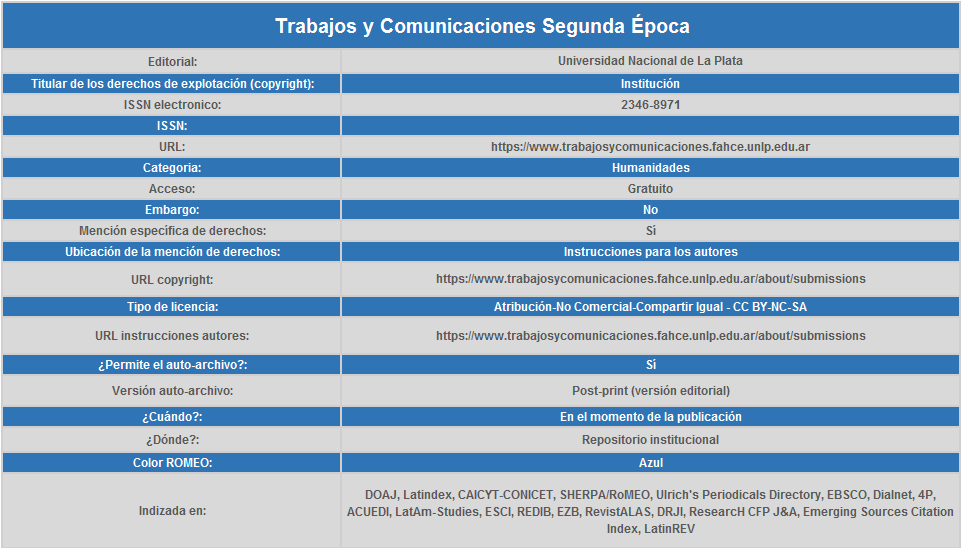 Trabajos y Comunicaciones Segunda Época
Editorial: Universidad Nacional de La Plata
Titular de los derechos de explotación (copyright): Institución
ISSN electronico: 2346-8971
ISSN:
URL: https://www.trabajosycomunicaciones.fahce.unlp.edu.ar
Categoria: Humanidades
Acceso: Gratuito
Embargo: No
Mención específica de derechos: Sí
Ubicación de la mención de derechos: Instrucciones para los autores
URL copyright: https://www.trabajosycomunicaciones.fahce.unlp.edu.ar/about/submissions
Tipo de licencia: Atribución-No Comercial-Compartir Igual - CC BY-NC-SA
URL instrucciones autores: https://www.trabajosycomunicaciones.fahce.unlp.edu.ar/about/submissions
¿Permite el auto-archivo?: Sí
Versión auto-archivo: Post-print (versión editorial)
¿Cuándo?: En el momento de la publicación
¿Dónde?: Repositorio institucional
Color ROMEO: Azul
Indizada en: DOAJ, Latindex, CAICYT-CONICET, SHERPA/RoMEO, Ulrich's Periodicals Directory, EBSCO, Dialnet, 4P,
ACUEDI, LatAm-Studies, ESCI, REDIB, EZB, RevistALAS, DRJI, ResearcH CFP J&A, Emerging Sources Citation
Index, LatinREV